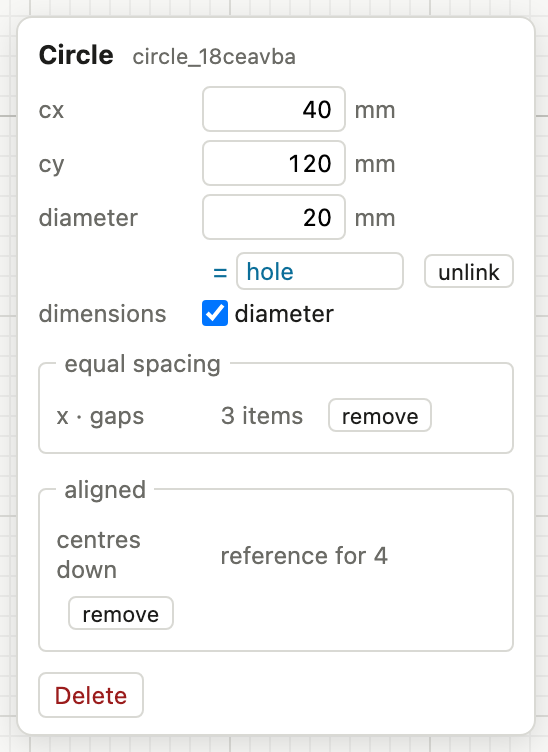 Circle circle_18ceavba
cx 40 mm
cy 120 mm
diameter 20 mm
= hole unlink
dimensions diameter
equal spacing
x · gaps 3 items remove
aligned
centres
down
reference for 4
remove
Delete